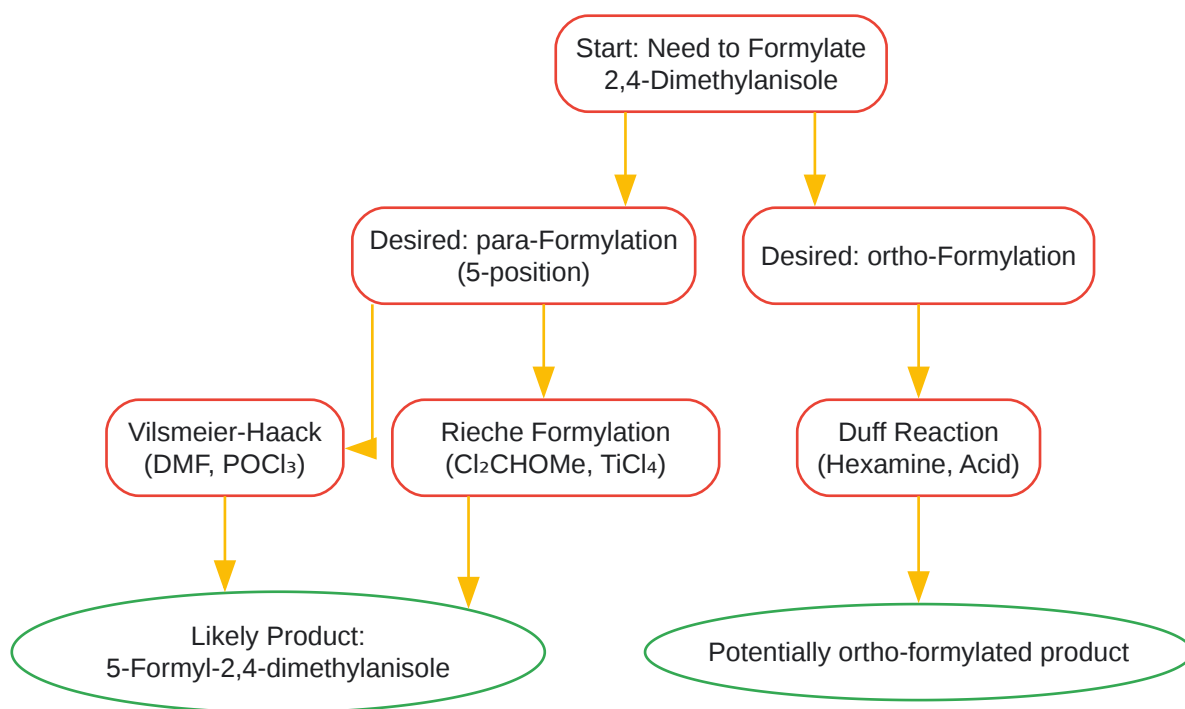 Start: Need to Formylate
2,4-Dimethylanisole
Desired: para-Formylation
(5-position)
Desired: ortho-Formylation
Vilsmeier-Haack
(DMF, POCl₃)
Rieche Formylation
(Cl₂CHOMe, TiCl₄)
Duff Reaction
(Hexamine, Acid)
Likely Product:
5-Formyl-2,4-dimethylanisole
Potentially ortho-formylated product